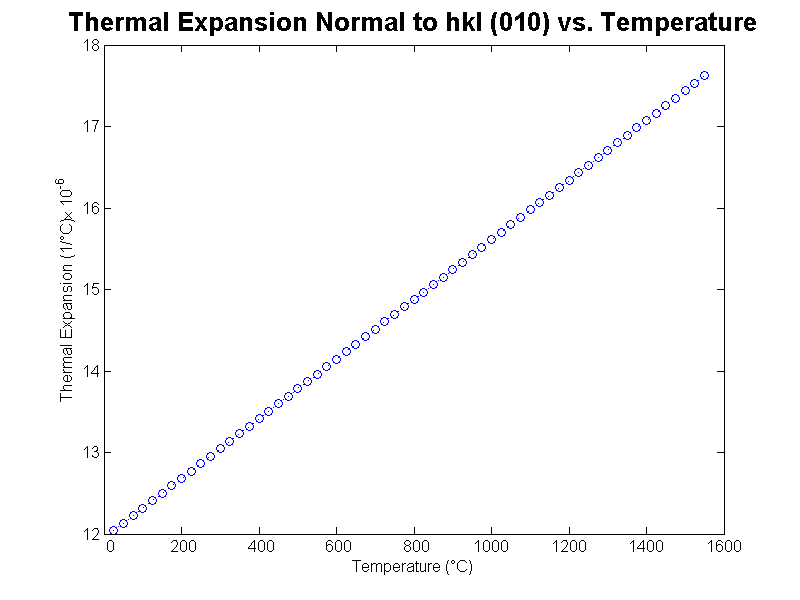 Thermal Expansion Normal to hkl (010) vs. Temperature
18
17
16
15
14
13
12
Thermal Expansion (1/°C)x 10^-6
0 200 400 600 800 1000 1200 1400 1600
Temperature (°C)